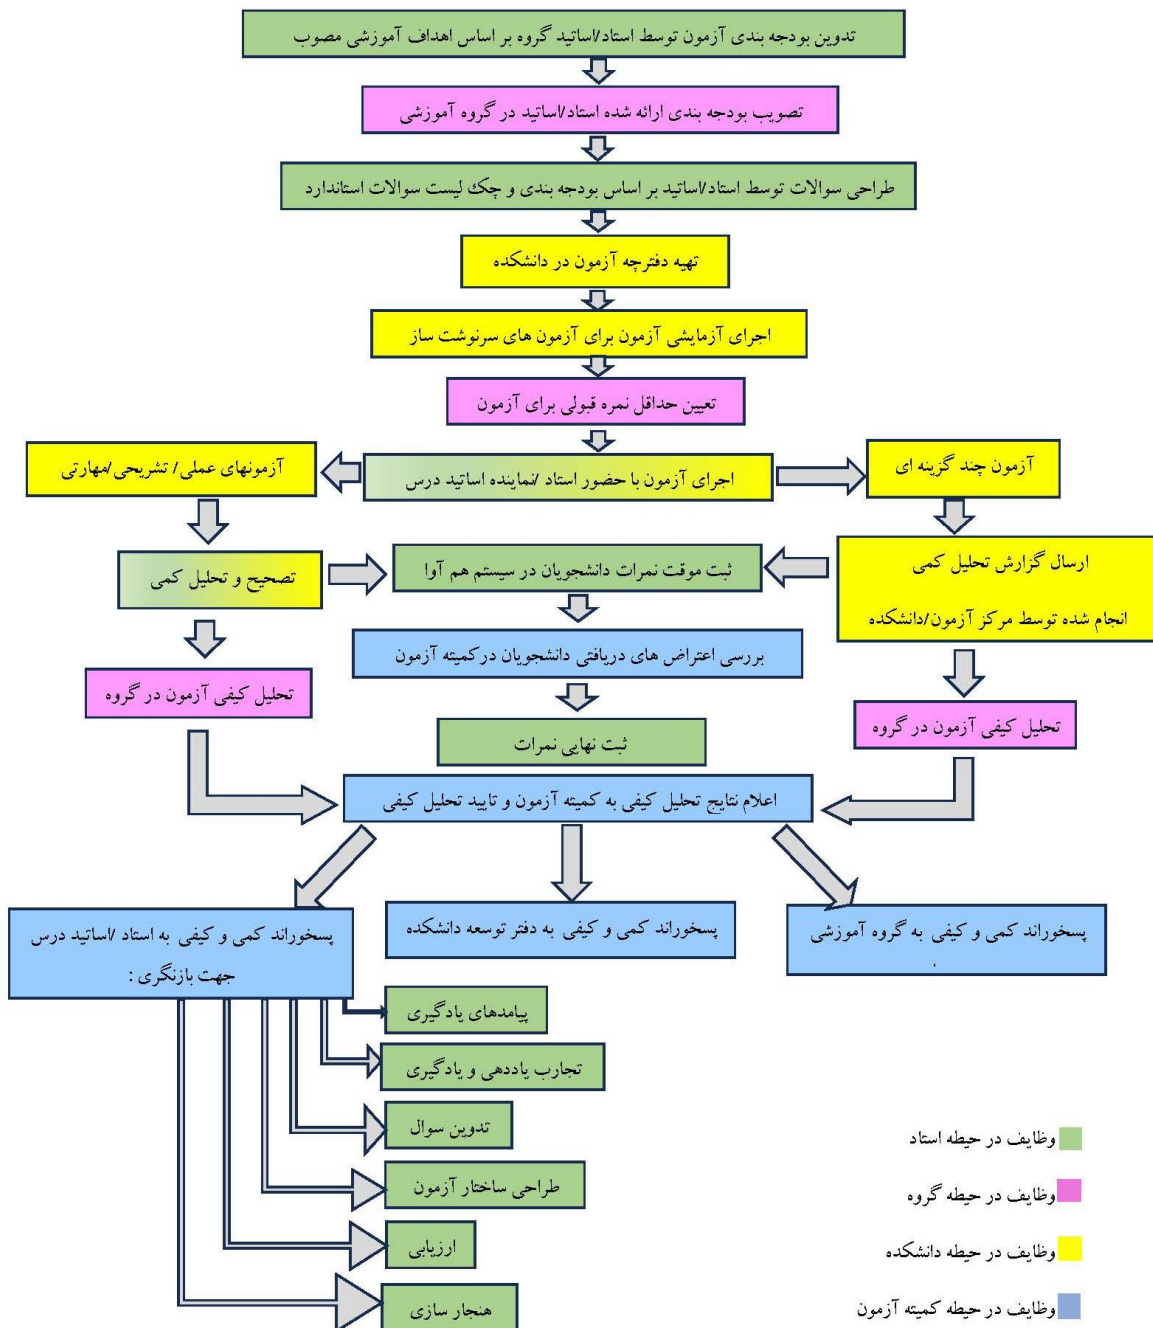 تدوین بودجه بندی آزمون توسط استاد/اساتید گروه بر اساس اهداف آموزشی مصوب
تصویب بودجه بندی ارائه شده استاد/اساتید در گروه آموزشی
طراحی سوالات توسط استاد/اساتید بر اساس بودجه بندی و چک لیست سوالات استاندارد
تهیه دفترچه آزمون در دانشکده
اجرای آزمایشی آزمون برای آزمون های سرنوشت ساز
تعیین حداقل نمره قبولی برای آزمون
آزمون چند گزینه ای
اجرای آزمون با حضور استاد /نماینده اساتید درس
آزمونهای عملی/ تشریحی/مهارتی
ارسال گزارش تحلیل کمی
انجام شده توسط مرکز آزمون/دانشکده
ثبت موقت نمرات دانشجویان در سیستم هم آوا
تصحیح و تحلیل کمی
بررسی اعتراض های دریافتی دانشجویان درکمیته آزمون
تحلیل کیفی آزمون در گروه
تحلیل کیفی آزمون در گروه
ثبت نهایی نمرات
اعلام نتایج تحلیل کیفی به کمیته آزمون و تایید تحلیل کیفی
پسخوراند کمی و کیفی به گروه آموزشی
.
پسخوراند کمی و کیفی به دفتر توسعه دانشکده
پسخوراند کمی و کیفی به استاد /اساتید درس
جهت بازنگری :
پیامدهای یادگیری
تجارب یاددهی و یادگیری
تدوین سوال
طراحی ساختار آزمون
ارزیابی
هنجار سازی
وظایف در حیطه استاد
وظایف در حیطه گروه
وظایف در حیطه دانشکده
وظایف در حیطه کمیته آزمون